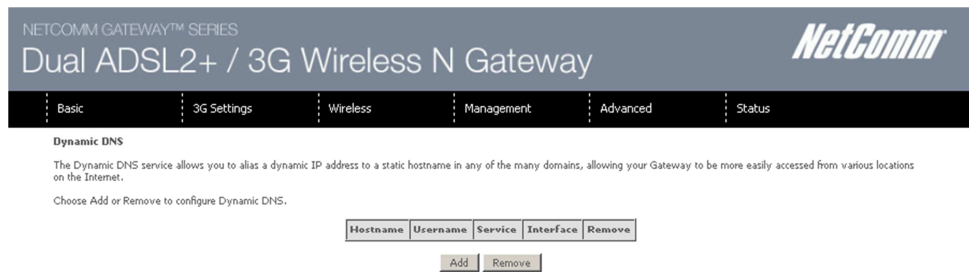 NETCOMM GATEWAY™ SERIES
Dual ADSL2+ / 3G Wireless N Gateway
NetComm
Basic 3G Settings Wireless Management Advanced Status
Dynamic DNS
The Dynamic DNS service allows you to alias a dynamic IP address to a static hostname in any of the many domains, allowing your Gateway to be more easily accessed from various locations
on the Internet.
Choose Add or Remove to configure Dynamic DNS.
Hostname Username Service Interface Remove
Add Remove